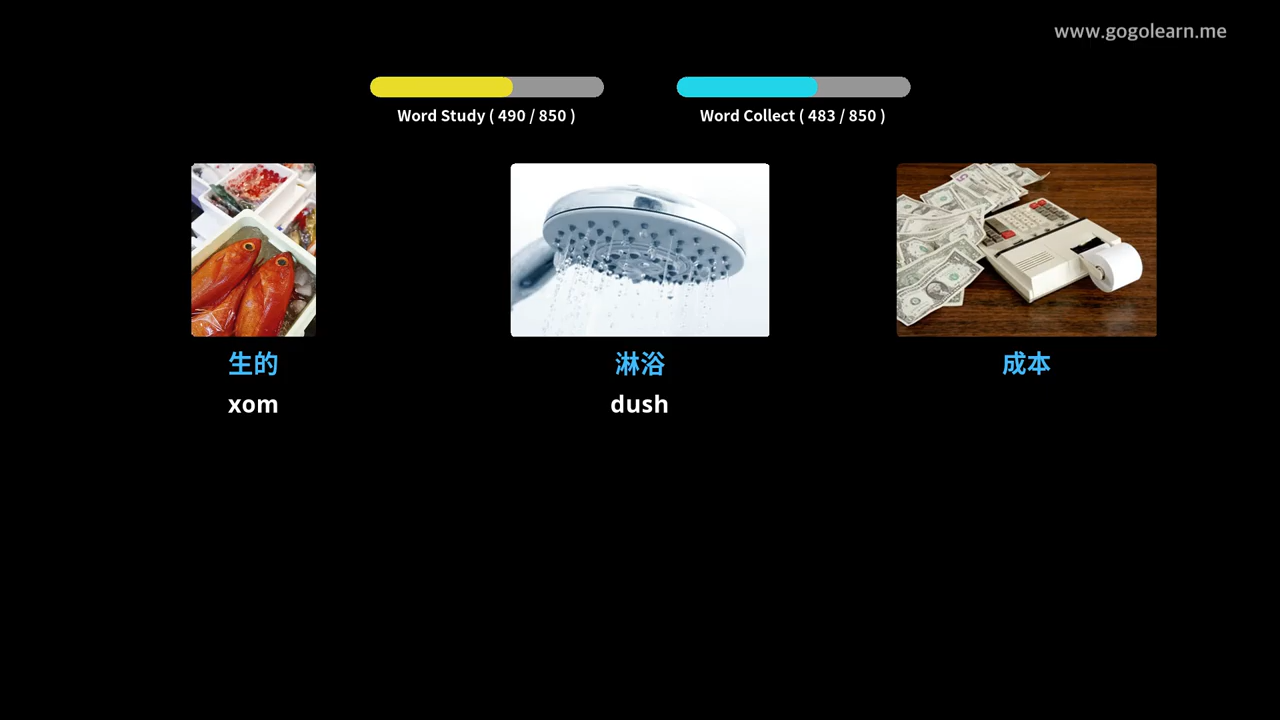 www.gogolearn.me
Word Study ( 490 / 850 )
Word Collect ( 483 / 850 )
生的
淋浴
成本
xom
dush